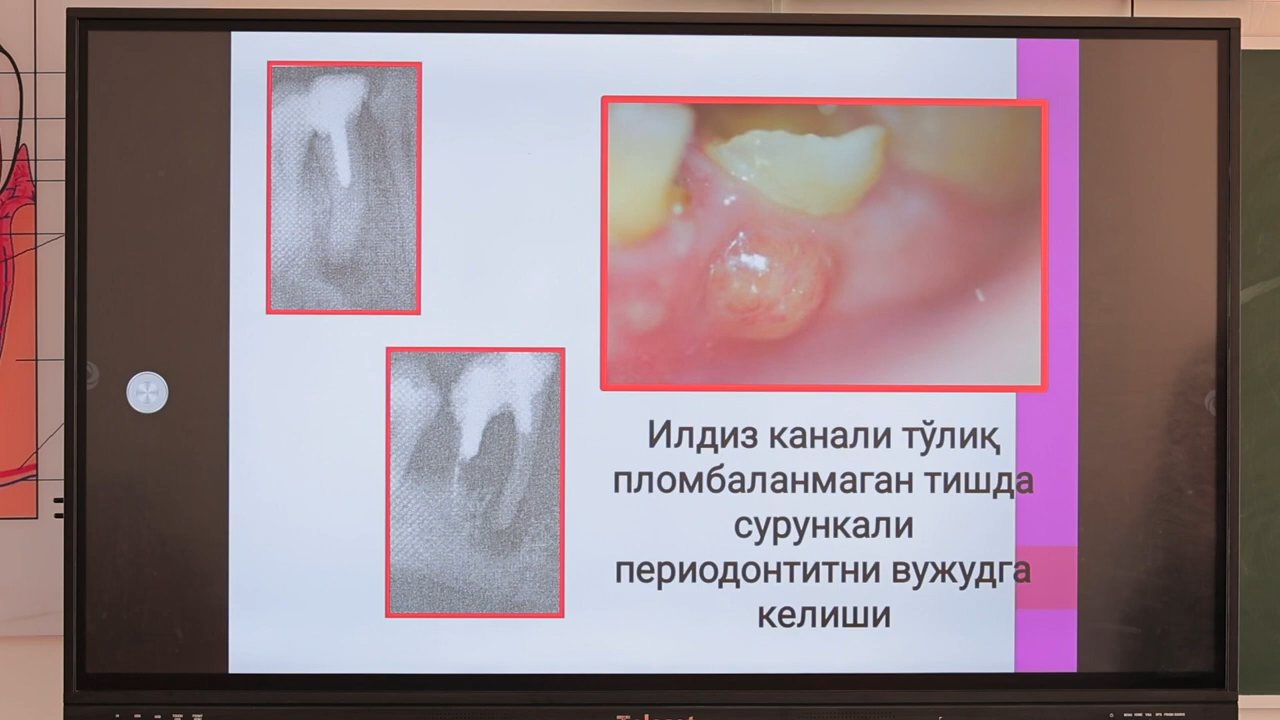 Илдиз канали тўлиқ
пломбаланмаган тишда
сурункали
периодонтитни вужудга
келиши